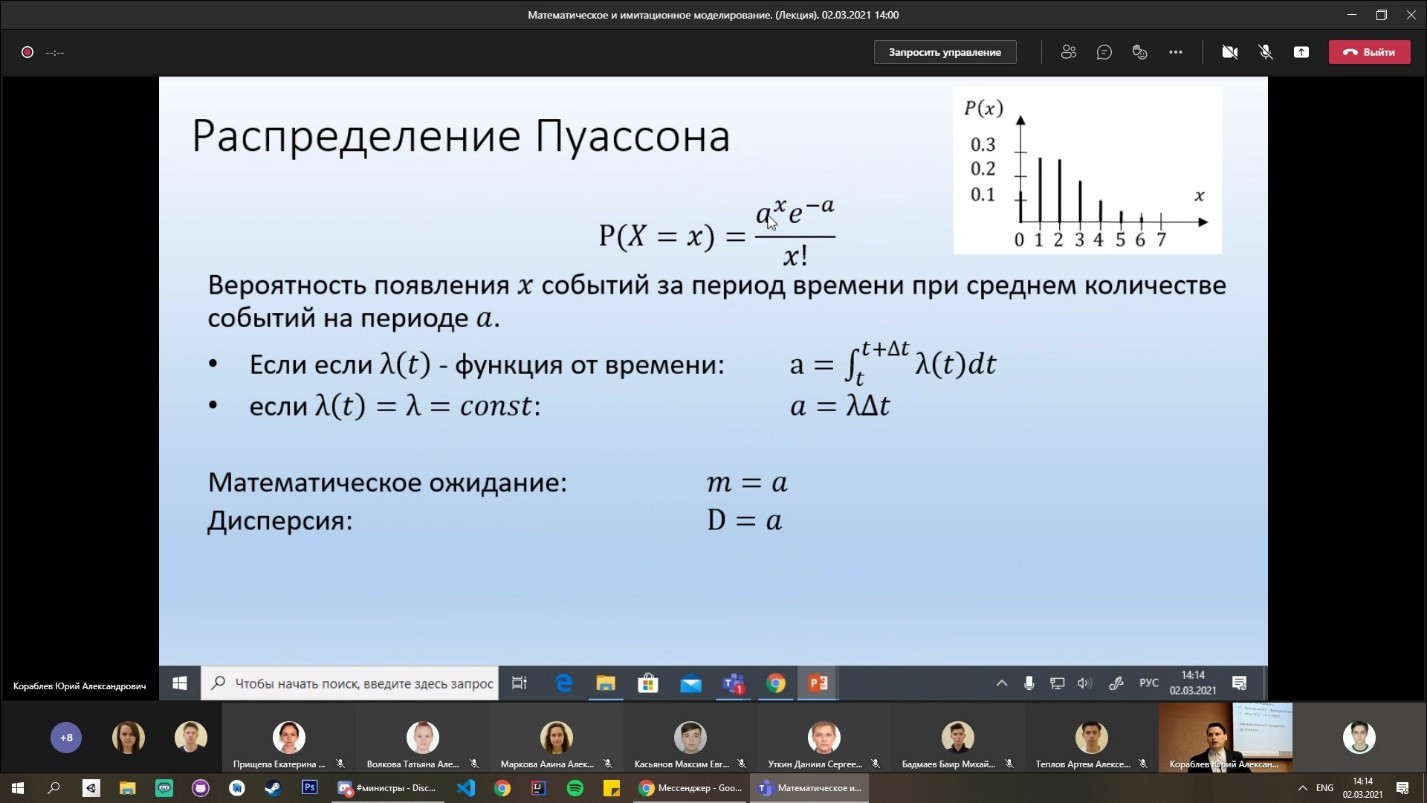 Математическое и имитационное моделирование. (Лекция). 02.03.2021 14:00
--:--
Запросить управление
Выйти
Распределение Пуассона
P(x)
0.3
0.2
0.1
x
0 1 2 3 4 5 6 7
P(X = x) = a^x e^{-a} / x!
Вероятность появления x событий за период времени при среднем количестве
событий на периоде a.
• Если если λ(t) - функция от времени: a = ∫_t^{t+Δt} λ(t)dt
• если λ(t) = λ = const: a = λΔt
Математическое ожидание: m = a
Дисперсия: D = a
Кораблев Юрий Александрович
Чтобы начать поиск, введите здесь запрос
1
РУС
14:14
02.03.2021
+8
Прищепа Екатерина ...
Волкова Татьяна Але...
Маркова Алина Алек...
Касьянов Максим Евг...
Уткин Даниил Сергее...
Бадмаев Баир Михай...
Теплов Артем Алексе...
Кораблев Юрий Алексан...
Ps
#министры - Disc...
Мессенджер - Goo...
Математическое и...
ENG
14:14
02.03.2021